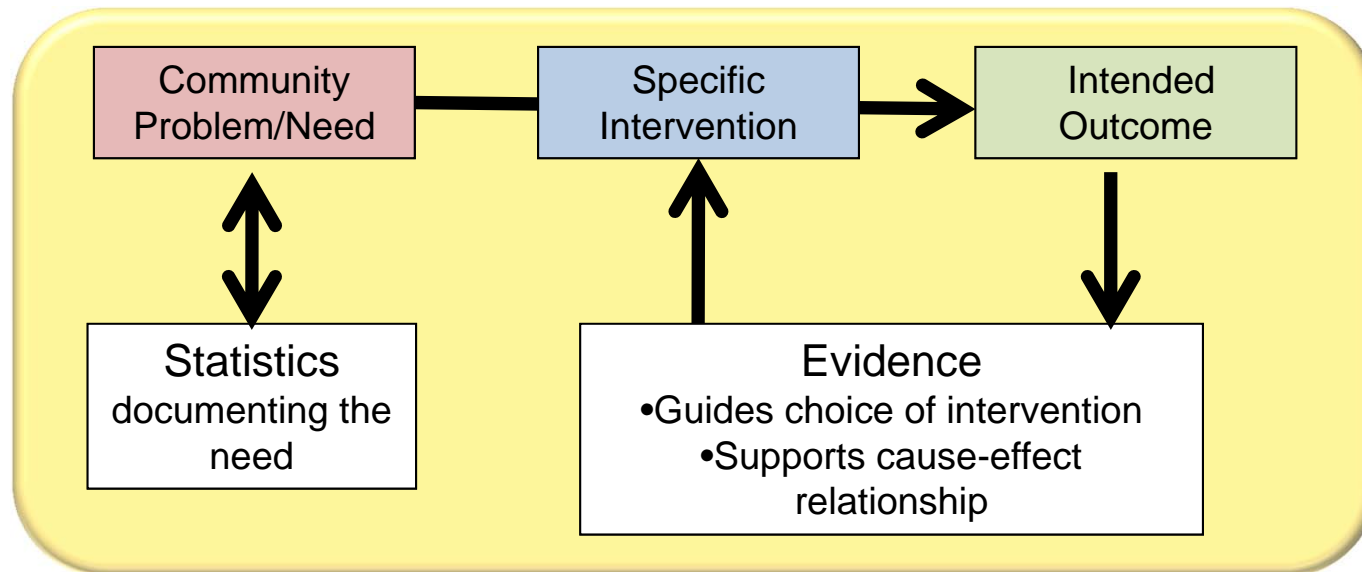 Community
Problem/Need
Specific
Intervention
Intended
Outcome
Statistics
documenting the
need
Evidence
•Guides choice of intervention
•Supports cause-effect
relationship